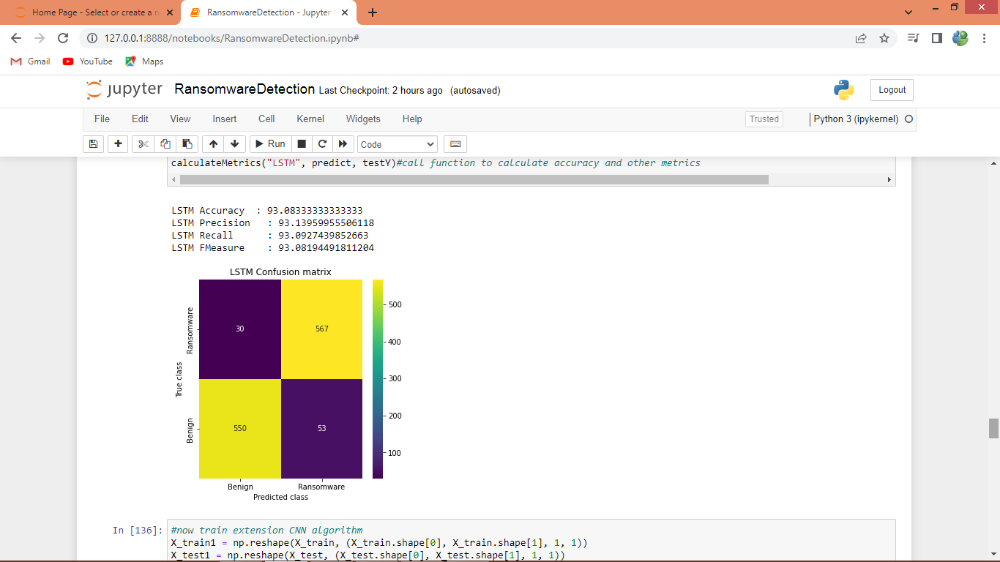 Home Page - Select or create a n
RansomwareDetection - Jupyter
127.0.0.1:8888/notebooks/RansomwareDetection.ipynb#
Gmail YouTube Maps
jupyter RansomwareDetection Last Checkpoint: 2 hours ago (autosaved) Logout
File Edit View Insert Cell Kernel Widgets Help Trusted Python 3 (ipykernel)
Run Code
calculateMetrics("LSTM", predict, testY)#call function to calculate accuracy and other metrics
LSTM Accuracy : 93.08333333333333
LSTM Precision : 93.13959955506118
LSTM Recall : 93.0927439852663
LSTM FMeasure : 93.08194491811204
LSTM Confusion matrix
True class
Ransomware
30 567
Benign
550 53
500
400
300
200
100
Benign Ransomware
Predicted class
In [136]:
#now train extension CNN algorithm
X_train1 = np.reshape(X_train, (X_train.shape[0], X_train.shape[1], 1, 1))
X_test1 = np.reshape(X_test, (X_test.shape[0], X_test.shape[1], 1, 1))